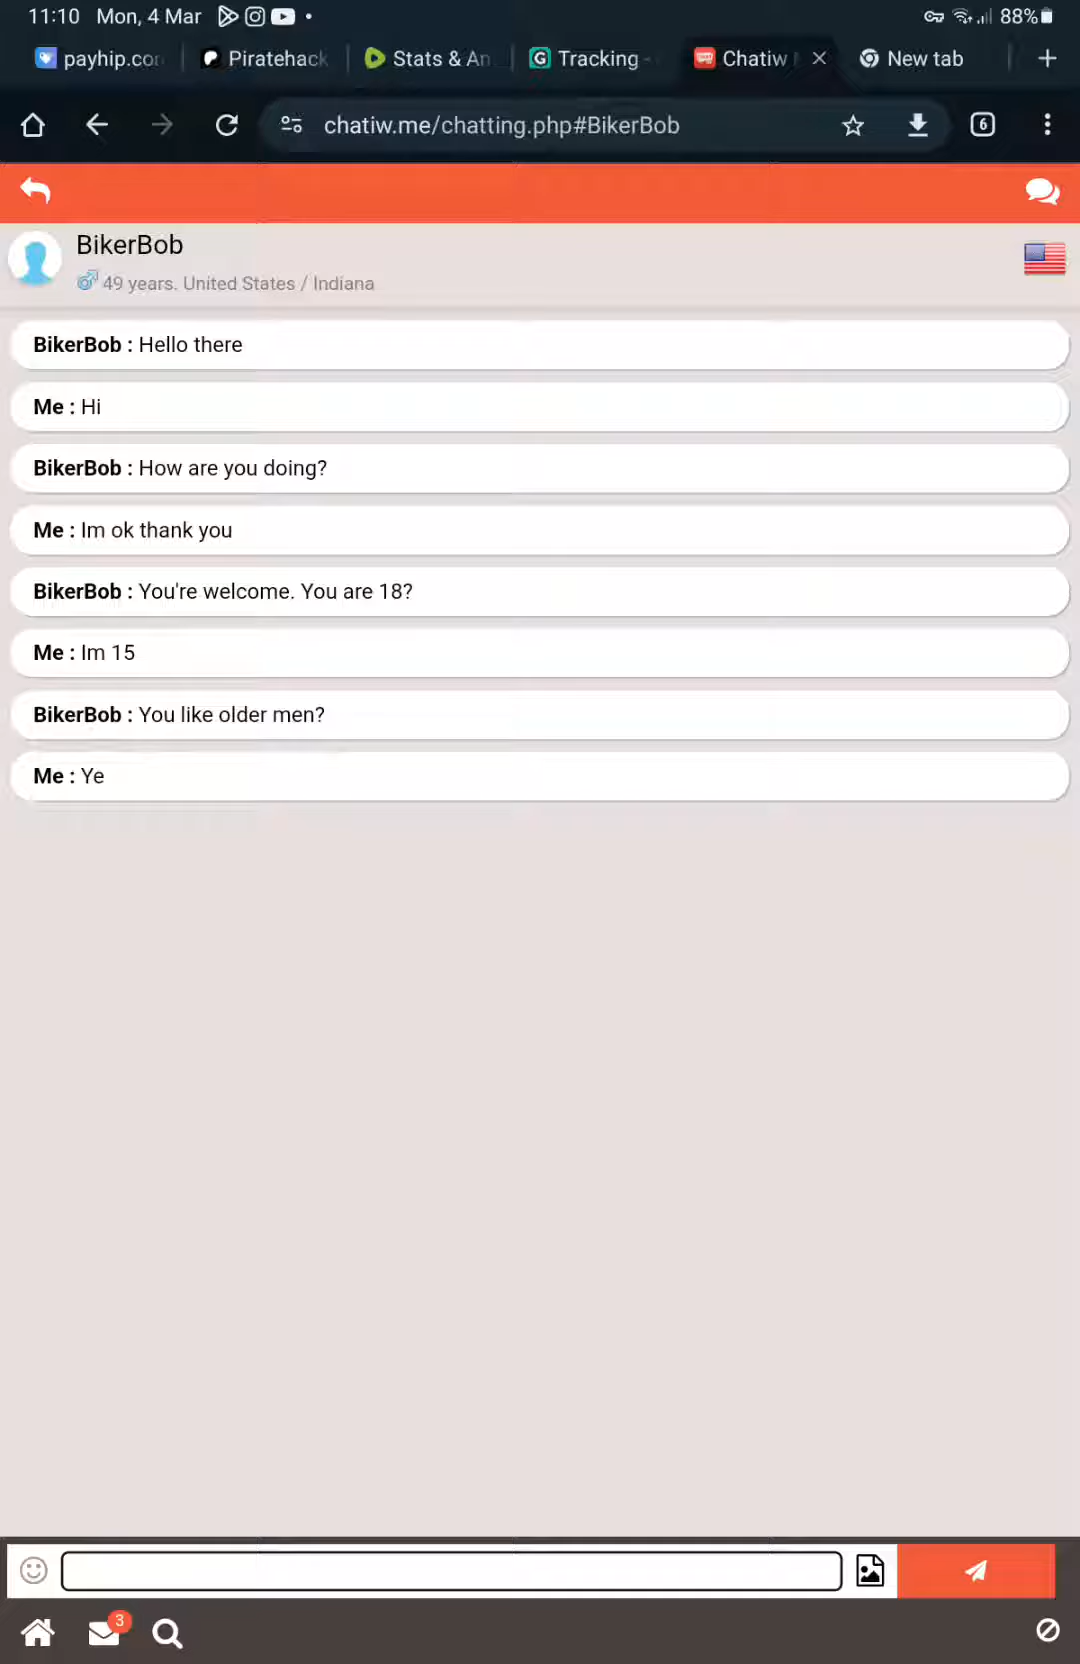 11:10 Mon, 4 Mar 88%
payhip.com Piratehack Stats & An Tracking - Chatiw New tab
chatiw.me/chatting.php#BikerBob 6
BikerBob
49 years. United States / Indiana
BikerBob : Hello there
Me : Hi
BikerBob : How are you doing?
Me : Im ok thank you
BikerBob : You're welcome. You are 18?
Me : Im 15
BikerBob : You like older men?
Me : Ye
3